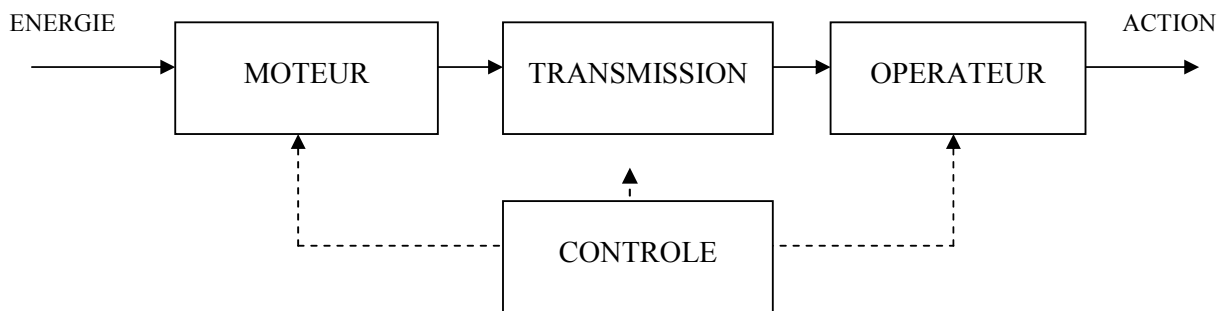 ENERGIE
ACTION
MOTEUR
TRANSMISSION
OPERATEUR
CONTROLE